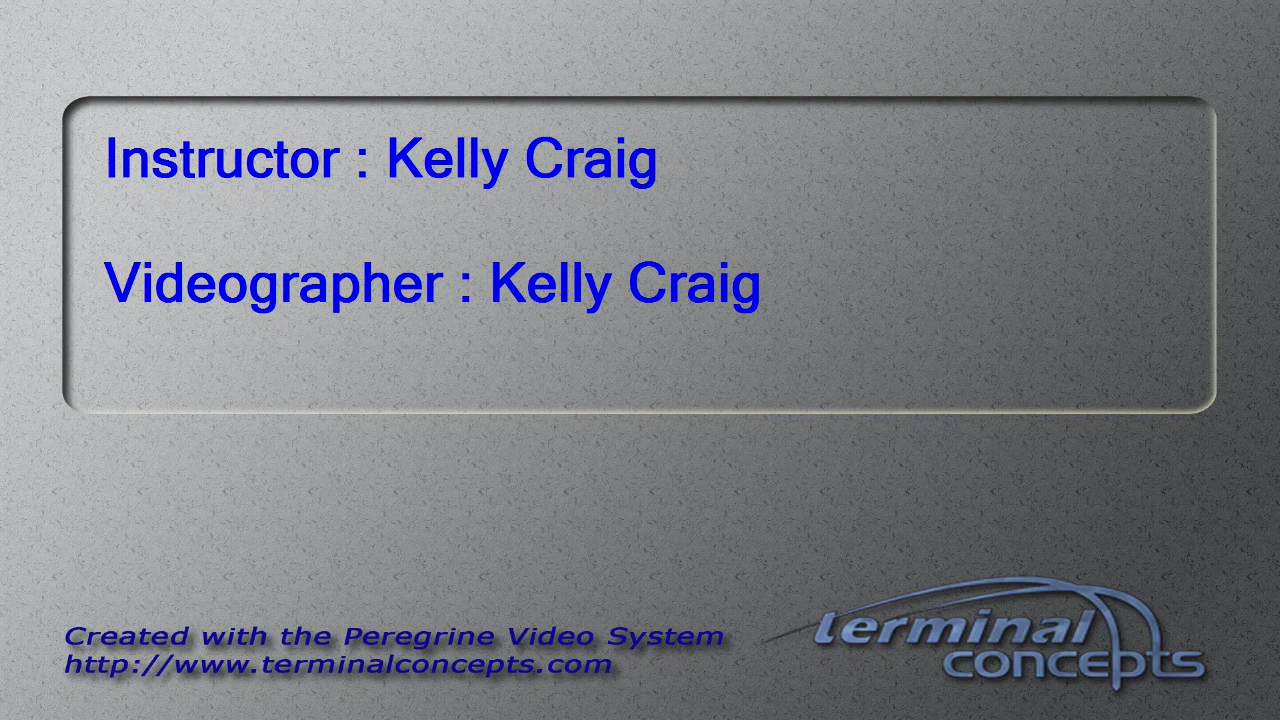 Instructor : Kelly Craig
Videographer : Kelly Craig
Created with the Peregrine Video System
http://www.terminalconcepts.com
terminal
concepts